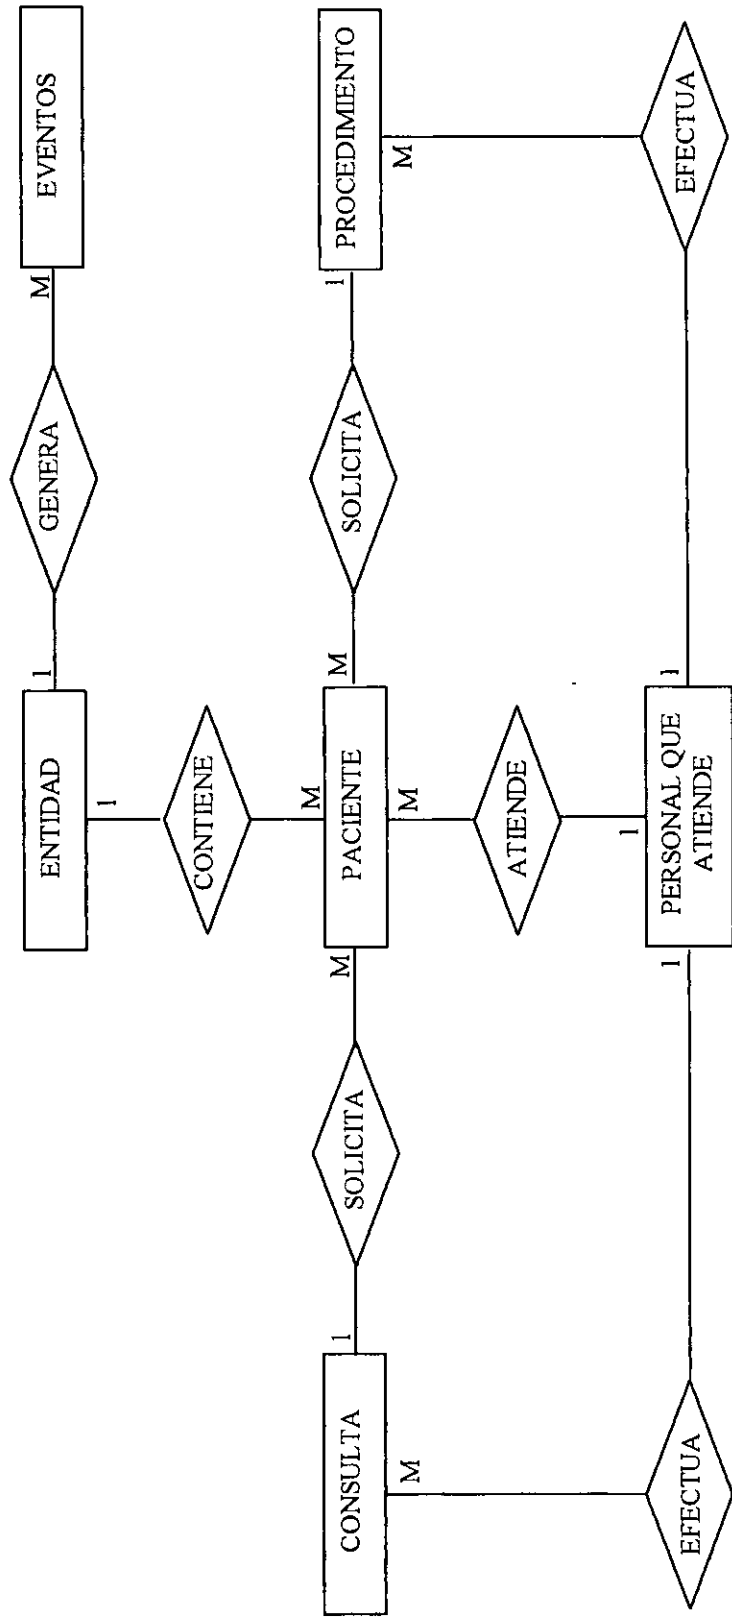 ENTIDAD
1
GENERA
M
EVENTOS
1
CONTIENE
M
CONSULTA
1
SOLICITA
M
PACIENTE
M
SOLICITA
1
PROCEDIMIENTO
M
M
M
ATIENDE
1
EFECTUA
1
PERSONAL QUE
ATIENDE
1
EFECTUA